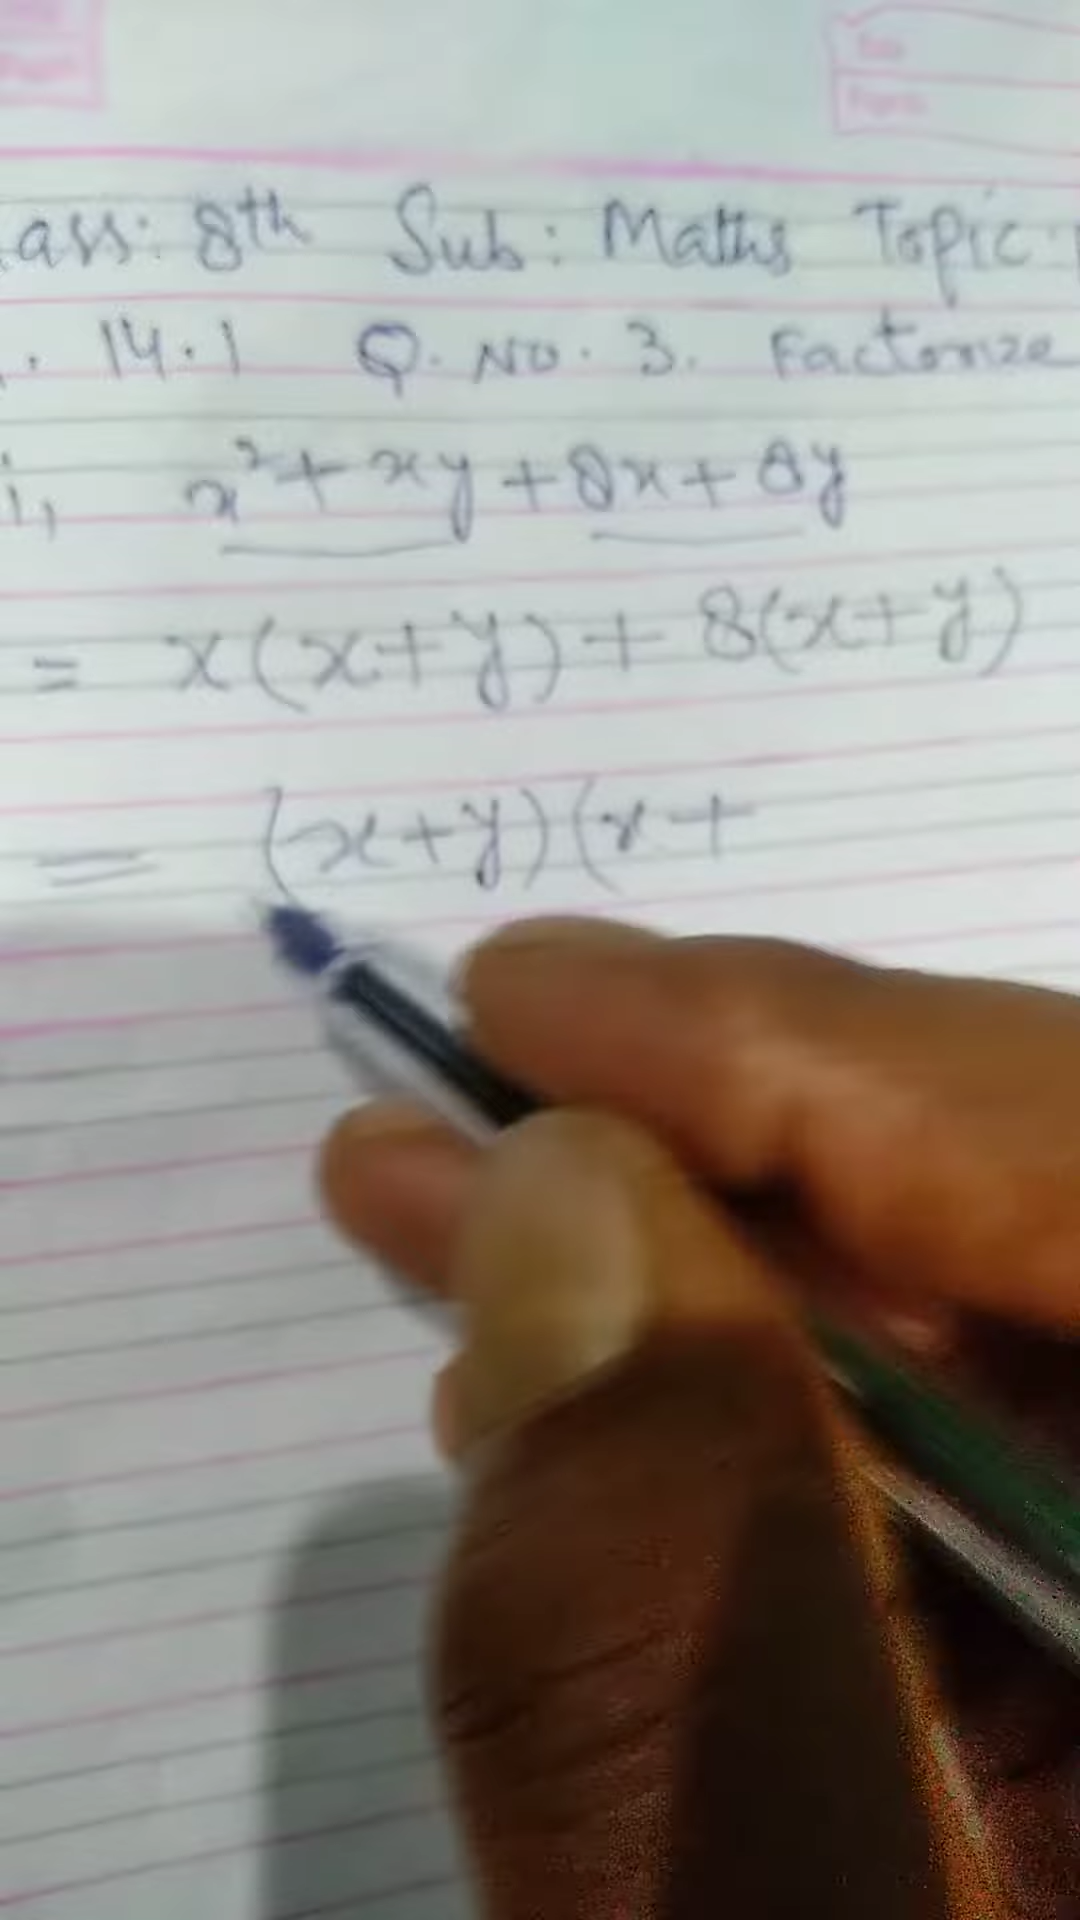 ass: 8th Sub: Maths Topic:
. 14.1 Q. No. 3. Factorize
i, x² + xy + 8x + 8y
= x(x+y) + 8(x+y)
= (x+y)(x+